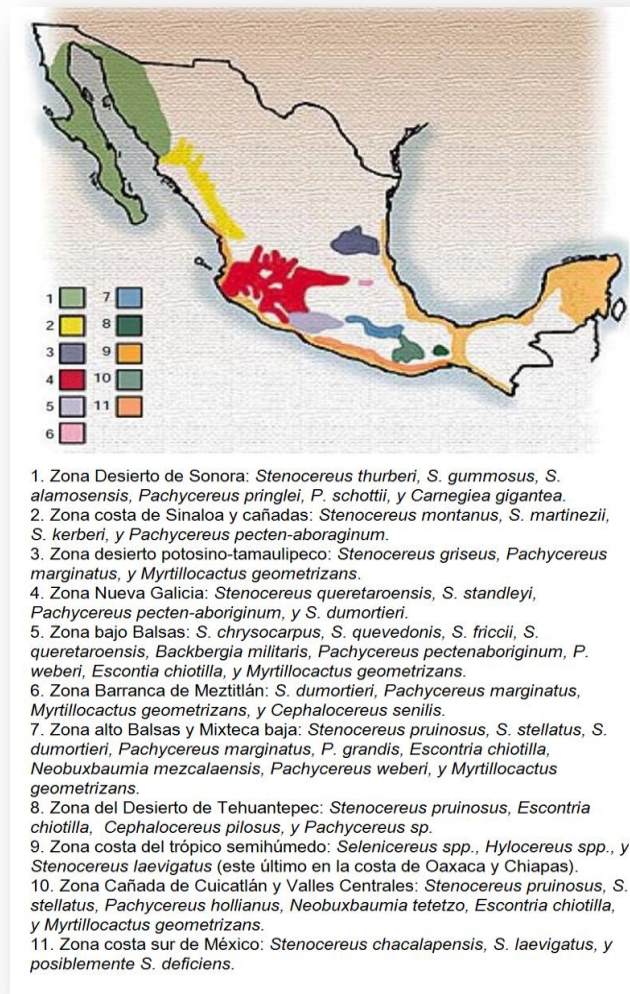 1 7
2 8
3 9
4 10
5 11
6
1. Zona Desierto de Sonora: Stenocereus thurberi, S. gummosus, S.
alamosensis, Pachycereus pringlei, P. schottii, y Carnegiea gigantea.
2. Zona costa de Sinaloa y cañadas: Stenocereus montanus, S. martinezii,
S. kerberi, y Pachycereus pecten-aboraginum.
3. Zona desierto potosino-tamaulipeco: Stenocereus griseus, Pachycereus
marginatus, y Myrtillocactus geometrizans.
4. Zona Nueva Galicia: Stenocereus queretaroensis, S. standleyi,
Pachycereus pecten-aboriginum, y S. dumortieri.
5. Zona bajo Balsas: S. chrysocarpus, S. quevedonis, S. friccii, S.
queretaroensis, Backbergia militaris, Pachycereus pectenaboriginum, P.
weberi, Escontia chiotilla, y Myrtillocactus geometrizans.
6. Zona Barranca de Meztitlán: S. dumortieri, Pachycereus marginatus,
Myrtillocactus geometrizans, y Cephalocereus senilis.
7. Zona alto Balsas y Mixteca baja: Stenocereus pruinosus, S. stellatus, S.
dumortieri, Pachycereus marginatus, P. grandis, Escontria chiotilla,
Neobuxbaumia mezcalaensis, Pachycereus weberi, y Myrtillocactus
geometrizans.
8. Zona del Desierto de Tehuantepec: Stenocereus pruinosus, Escontria
chiotilla, Cephalocereus pilosus, y Pachycereus sp.
9. Zona costa del trópico semihúmedo: Selenicereus spp., Hylocereus spp., y
Stenocereus laevigatus (este último en la costa de Oaxaca y Chiapas).
10. Zona Cañada de Cuicatlán y Valles Centrales: Stenocereus pruinosus, S.
stellatus, Pachycereus hollianus, Neobuxbaumia tetetzo, Escontria chiotilla,
y Myrtillocactus geometrizans.
11. Zona costa sur de México: Stenocereus chacalapensis, S. laevigatus, y
posiblemente S. deficiens.